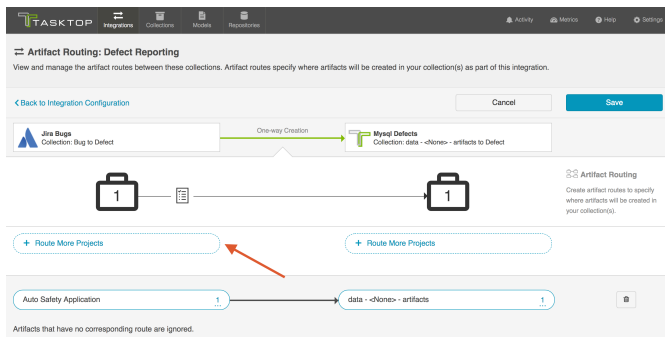 TASKTOP
Integrations
Collections
Models
Repositories
Activity
Metrics
Help
Settings
Artifact Routing: Defect Reporting
View and manage the artifact routes between these collections. Artifact routes specify where artifacts will be created in your collection(s) as part of this integration.
Back to Integration Configuration
Cancel
Save
Jira Bugs
Collection: Bug to Defect
One-way Creation
Mysql Defects
Collection: data - <None> - artifacts to Defect
1
1
Artifact Routing
Create artifact routes to specify
where artifacts will be created in
your collection(s).
+ Route More Projects
+ Route More Projects
Auto Safety Application 1
data - <None> - artifacts 1
Artifacts that have no corresponding route are ignored.